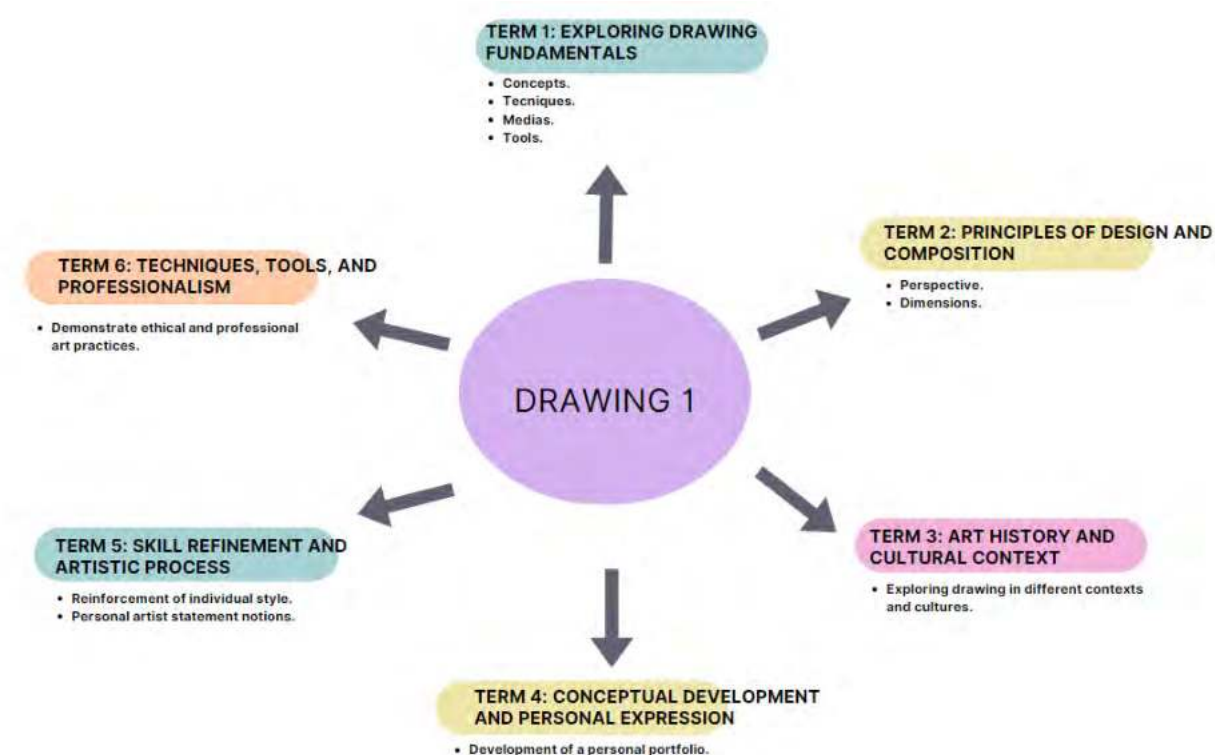 TERM 1: EXPLORING DRAWING
FUNDAMENTALS
• Concepts.
• Tecniques.
• Medias.
• Tools.
TERM 2: PRINCIPLES OF DESIGN AND
COMPOSITION
• Perspective.
• Dimensions.
TERM 6: TECHNIQUES, TOOLS, AND
PROFESSIONALISM
• Demonstrate ethical and professional
art practices.
DRAWING 1
TERM 3: ART HISTORY AND
CULTURAL CONTEXT
• Exploring drawing in different contexts
and cultures.
TERM 5: SKILL REFINEMENT AND
ARTISTIC PROCESS
• Reinforcement of individual style.
• Personal artist statement notions.
TERM 4: CONCEPTUAL DEVELOPMENT
AND PERSONAL EXPRESSION
• Development of a personal portfolio.